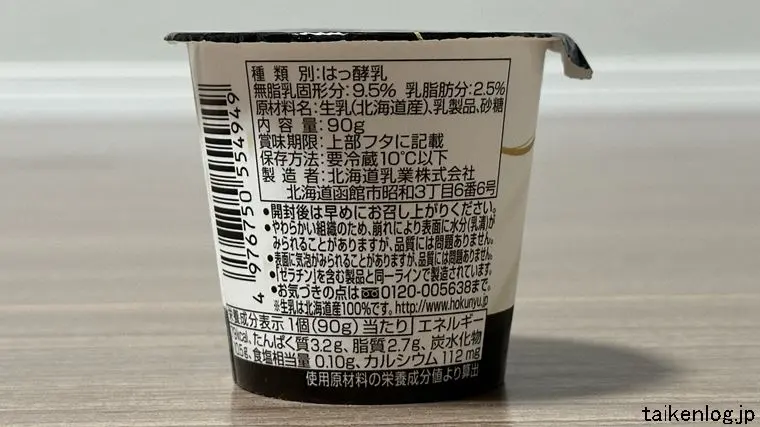 種類別：はっ酵乳
無脂乳固形分：9.5% 乳脂肪分：2.5%
原材料名：生乳(北海道産)、乳製品、砂糖
内容量：90g
賞味期限：上部フタに記載
保存方法：要冷蔵10℃以下
製造者：北海道乳業株式会社
北海道函館市昭和3丁目6番6号
•開封後は早めにお召し上がりください。
•やわらかい組織のため、崩れにより表面に水分(乳清)が
みられることがありますが、品質には問題ありません。
•表面に気泡がみられることがありますが、品質には問題ありません。
•「ゼラチン」を含む製品と同一ラインで製造されています。
•お気づきの点は 0120-005638まで。
※生乳は北海道産100%です。http://www.hokunyu.jp
栄養成分表示 1個(90g)当たり エネルギー
kcal、たんぱく質3.2g、脂質2.7g、炭水化物
5g、食塩相当量 0.10g、カルシウム112mg
使用原材料の栄養成分値より算出
4 976750 554949
taikenlog.jp